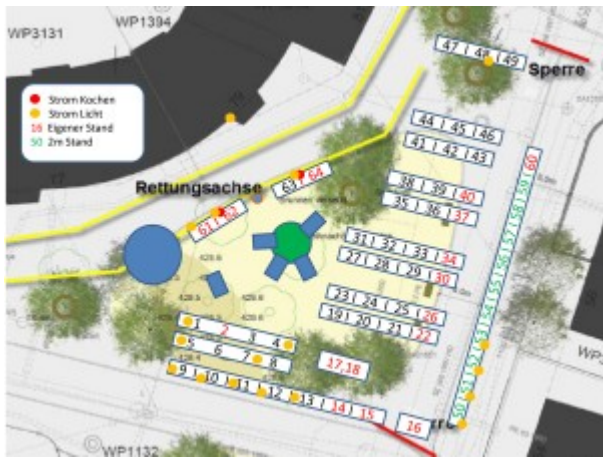 WP1394
WP3131
47 48 49
Sperre
Strom Kochen
Strom Licht
16 Eigener Stand
50 2m Stand
44 45 46
41 42 43
Rettungsachse
63 64
61 62
38 39 40
35 36 37
60
59
58
57
56
55
54
53
52
51
50
31 32 33 34
27 28 29 30
23 24 25 26
19 20 21 22
1 2 3 4
5 6 7 8
17,18
9 10 11 12 13 14 15
16
WP1132